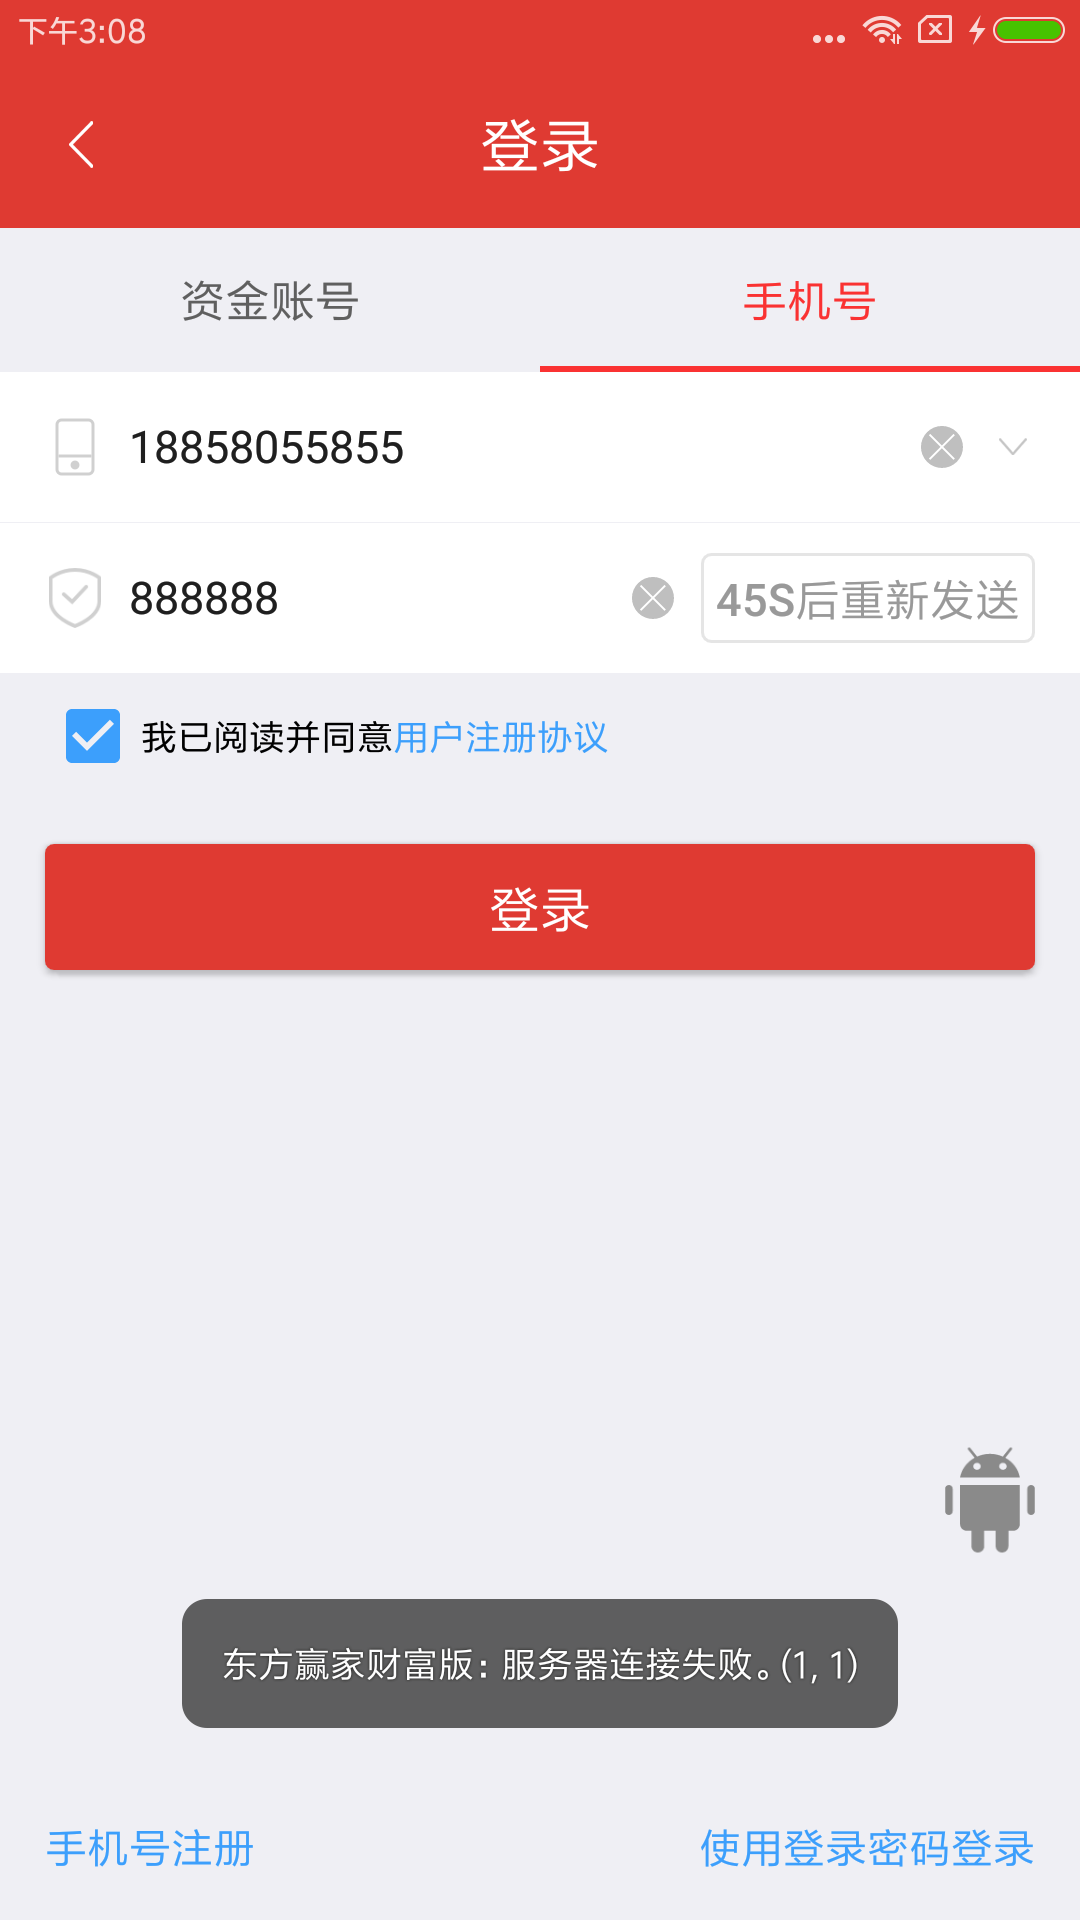 下午3:08
登录
资金账号
手机号
18858055855
888888
45S后重新发送
我已阅读并同意用户注册协议
登录
东方赢家财富版：服务器连接失败。(1, 1)
手机号注册
使用登录密码登录